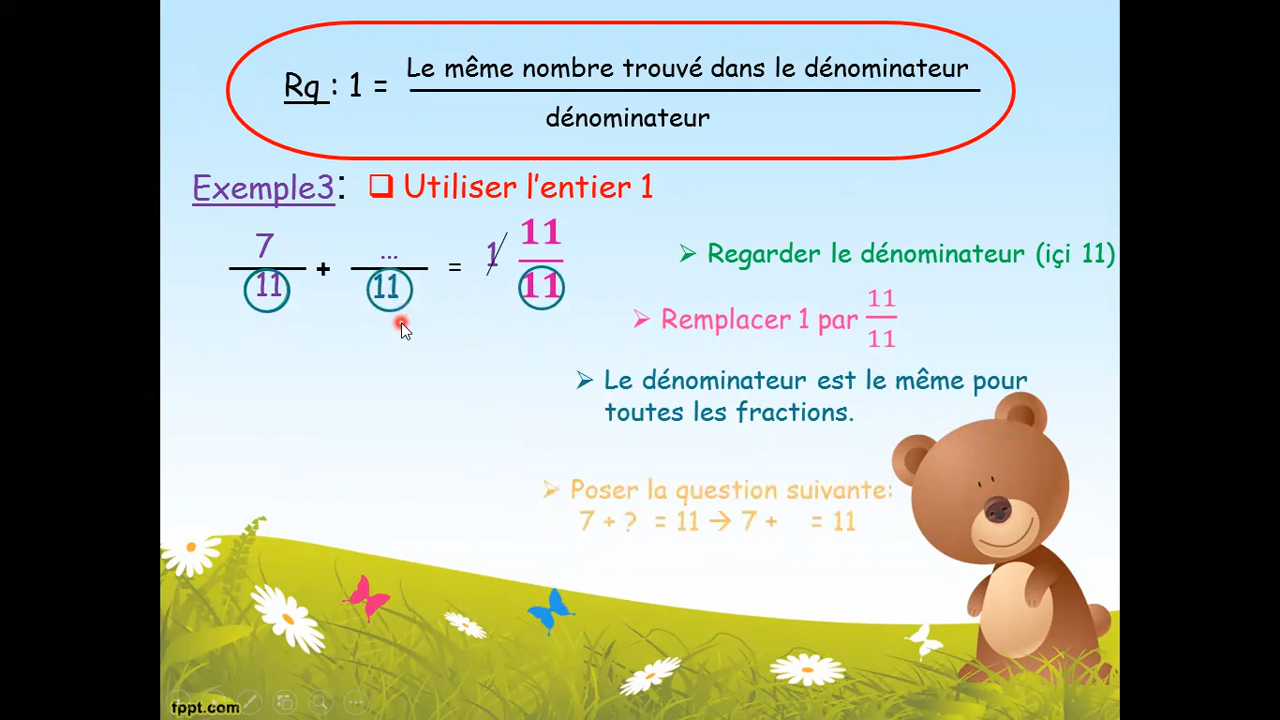 Rq : 1 = Le même nombre trouvé dans le dénominateur
dénominateur
Exemple3: ❑ Utiliser l'entier 1
7 ... 1 11
+ =
11 11 11
➢ Regarder le dénominateur (içi 11)
➢ Remplacer 1 par 11
11
➢ Le dénominateur est le même pour
toutes les fractions.
➢ Poser la question suivante:
7 + ? = 11 → 7 + = 11
fppt.com